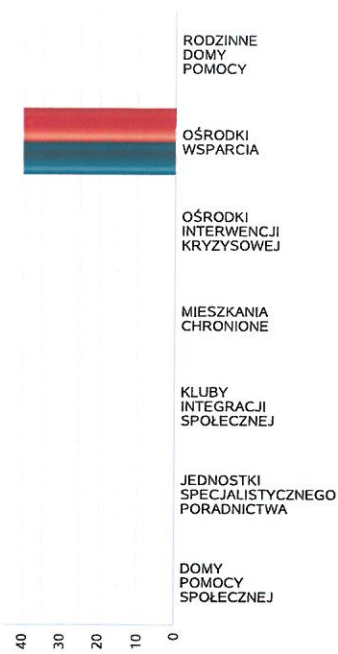 RODZINNE
DOMY
POMOCY
OŚRODKI
WSPARCIA
OŚRODKI
INTERWENCJI
KRYZYSOWEJ
MIESZKANIA
CHRONIONE
KLUBY
INTEGRACJI
SPOŁECZNEJ
JEDNOSTKI
SPECJALISTYCZNEGO
PORADNICTWA
DOMY
POMOCY
SPOŁECZNEJ
40
30
20
10
0